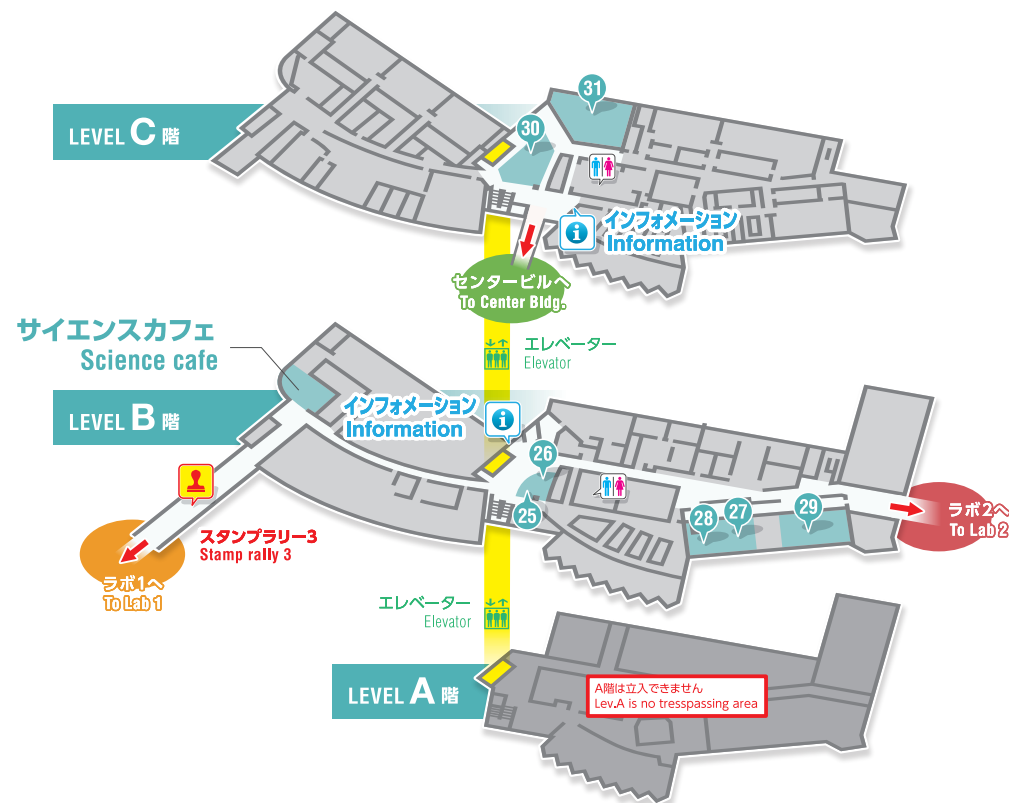 31
30
LEVEL C 階
インフォメーション
Information
センタービルへ
To Center Bldg.
サイエンスカフェ
Science cafe
エレベーター
Elevator
LEVEL B 階
インフォメーション
Information
26
25
28
27
29
ラボ2へ
To Lab 2
スタンプラリー3
Stamp rally 3
ラボ1へ
To Lab 1
エレベーター
Elevator
LEVEL A 階
A階は立入できません
Lev.A is no tresspassing area